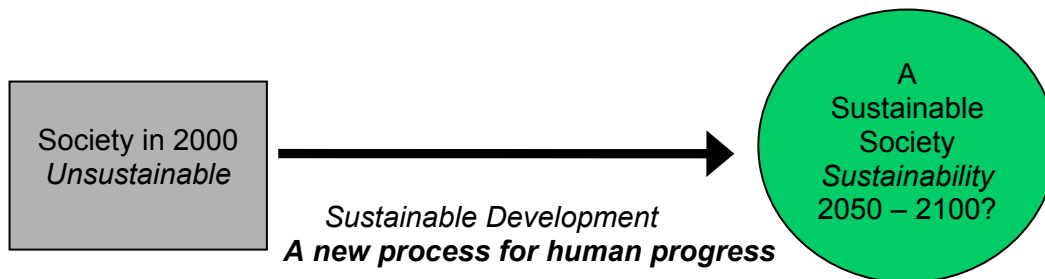 Society in 2000
Unsustainable
Sustainable Development
A new process for human progress
A
Sustainable
Society
Sustainability
2050 – 2100?